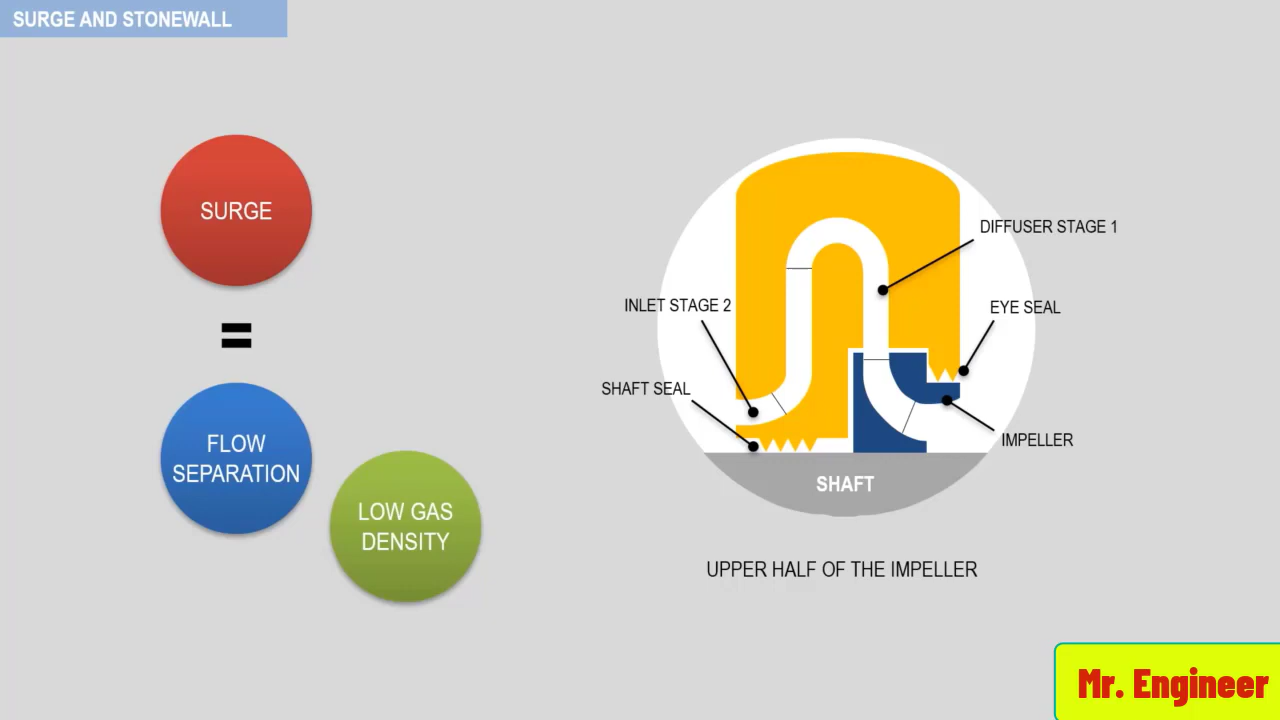 SURGE AND STONEWALL
SURGE
=
FLOW
SEPARATION
LOW GAS
DENSITY
DIFFUSER STAGE 1
INLET STAGE 2
EYE SEAL
SHAFT SEAL
IMPELLER
SHAFT
UPPER HALF OF THE IMPELLER
Mr. Engineer